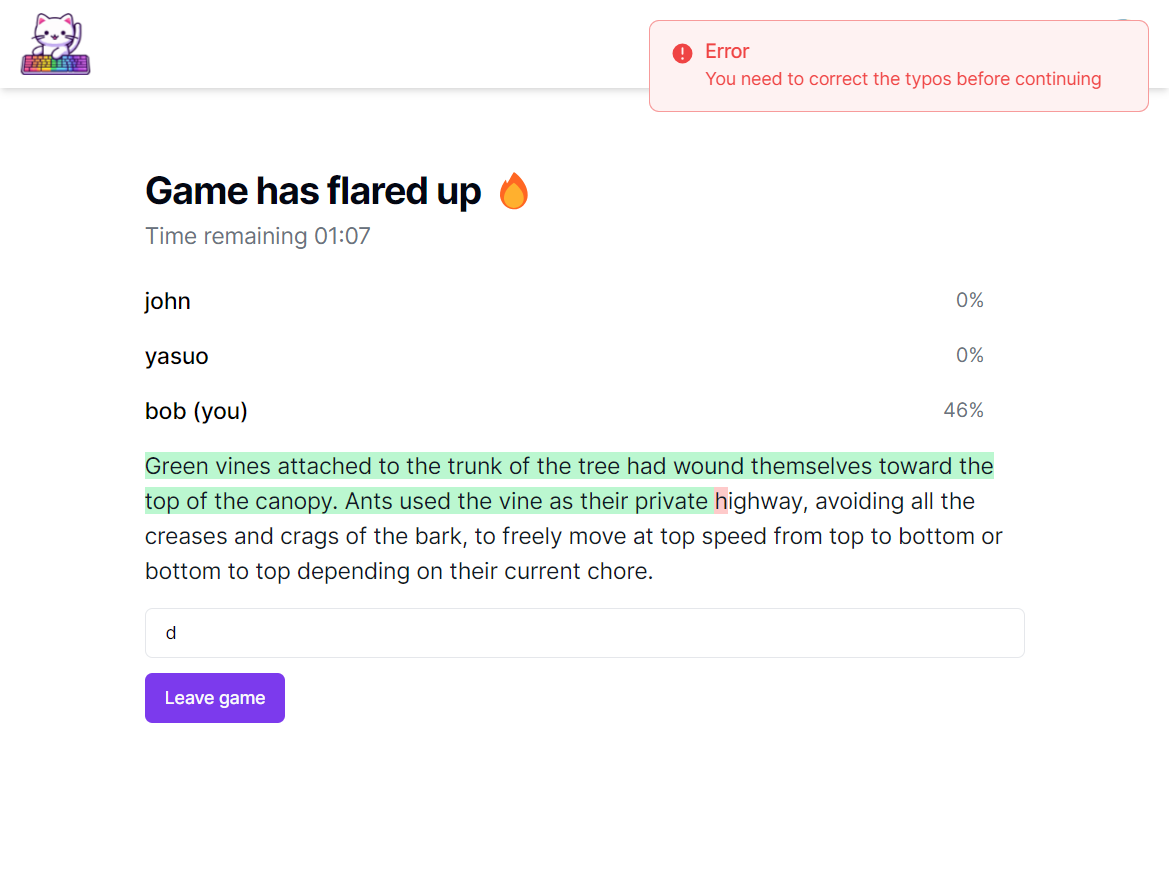 Error
You need to correct the typos before continuing
Game has flared up
Time remaining 01:07
john 0%
yasuo 0%
bob (you) 46%
Green vines attached to the trunk of the tree had wound themselves toward the
top of the canopy. Ants used the vine as their private highway, avoiding all the
creases and crags of the bark, to freely move at top speed from top to bottom or
bottom to top depending on their current chore.
d
Leave game